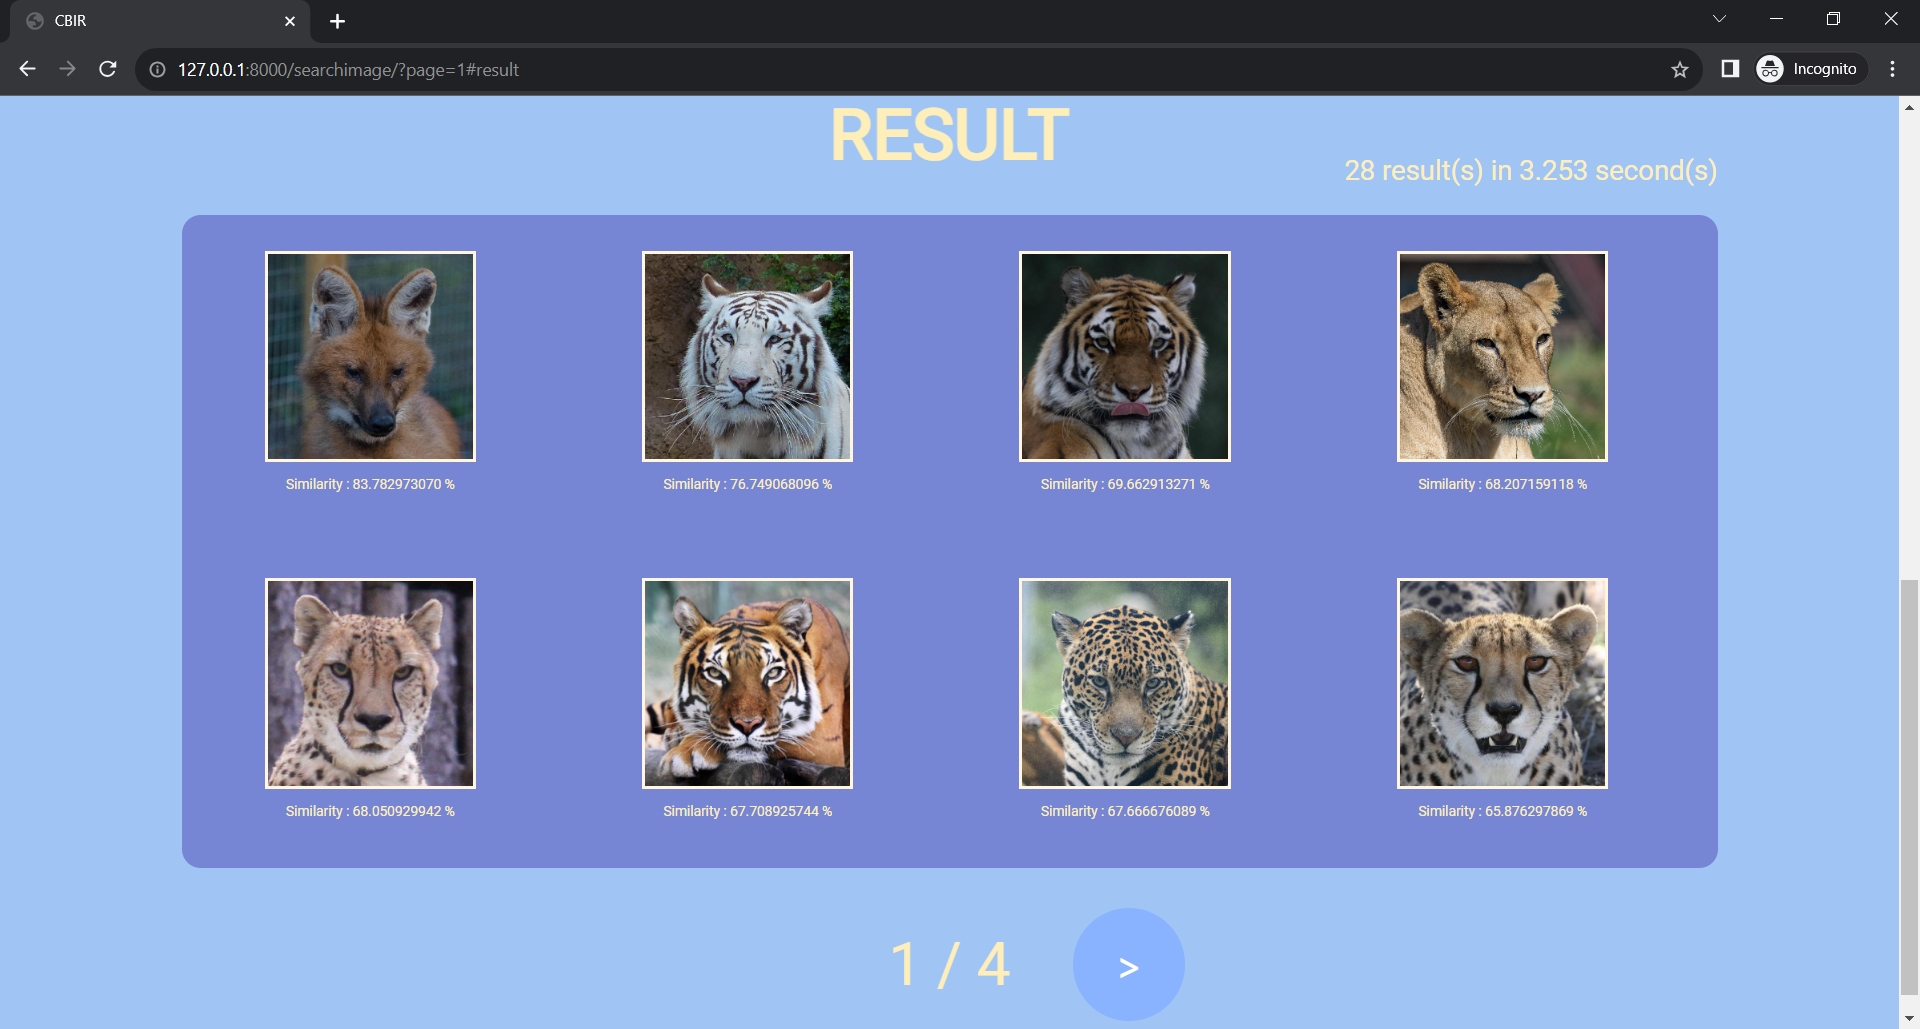 CBIR
127.0.0.1:8000/searchimage/?page=1#result
Incognito
RESULT
28 result(s) in 3.253 second(s)
Similarity : 83.782973070 %
Similarity : 76.749068096 %
Similarity : 69.662913271 %
Similarity : 68.207159118 %
Similarity : 68.050929942 %
Similarity : 67.708925744 %
Similarity : 67.666676089 %
Similarity : 65.876297869 %
1 / 4
>